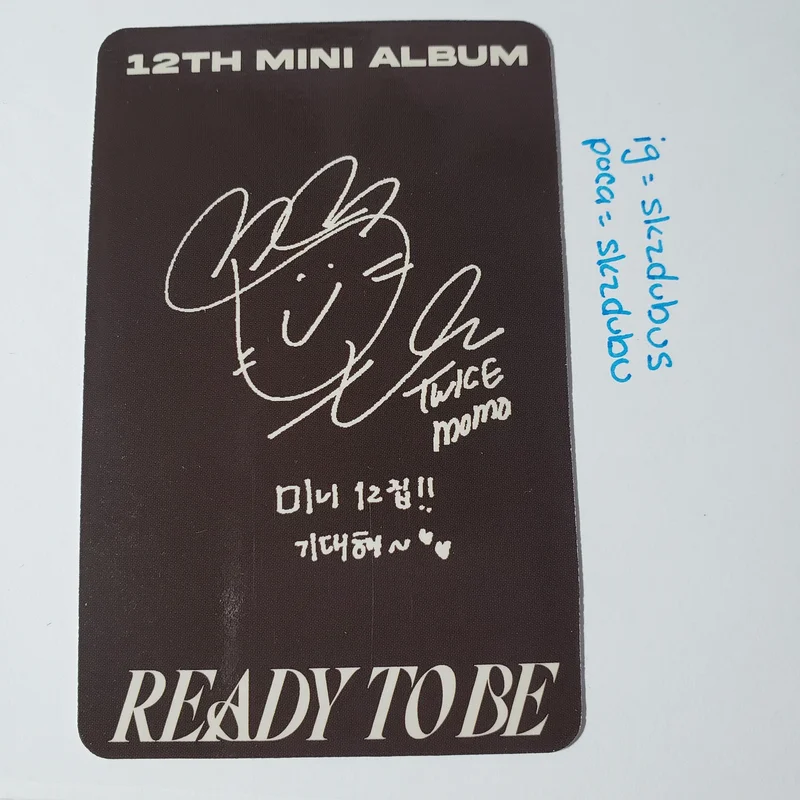 12TH MINI ALBUM
TWICE
MOMO
미니 12집!!
기대해~
READY TO BE
ig = skzdubus
poca = skzdubu